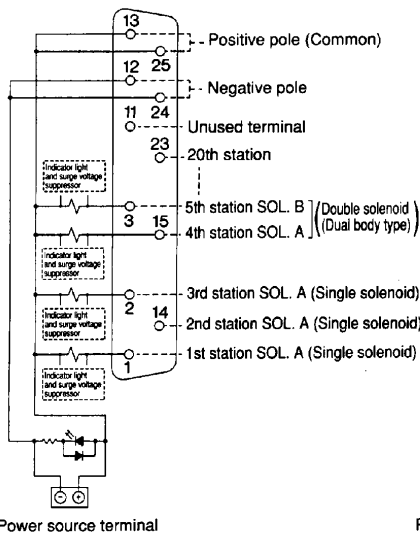 13
Positive pole (Common)
12 25
Negative pole
11 24
Unused terminal
23
20th station
Indicator light
and surge voltage
suppressor
5th station SOL. B (Double solenoid
3 15
4th station SOL. A (Dual body type))
Indicator light
and surge voltage
suppressor
3rd station SOL. A (Single solenoid)
2 14
Indicator light
and surge voltage
suppressor
2nd station SOL. A (Single solenoid)
1st station SOL. A (Single solenoid)
1
Indicator light
and surge voltage
suppressor
Power source terminal